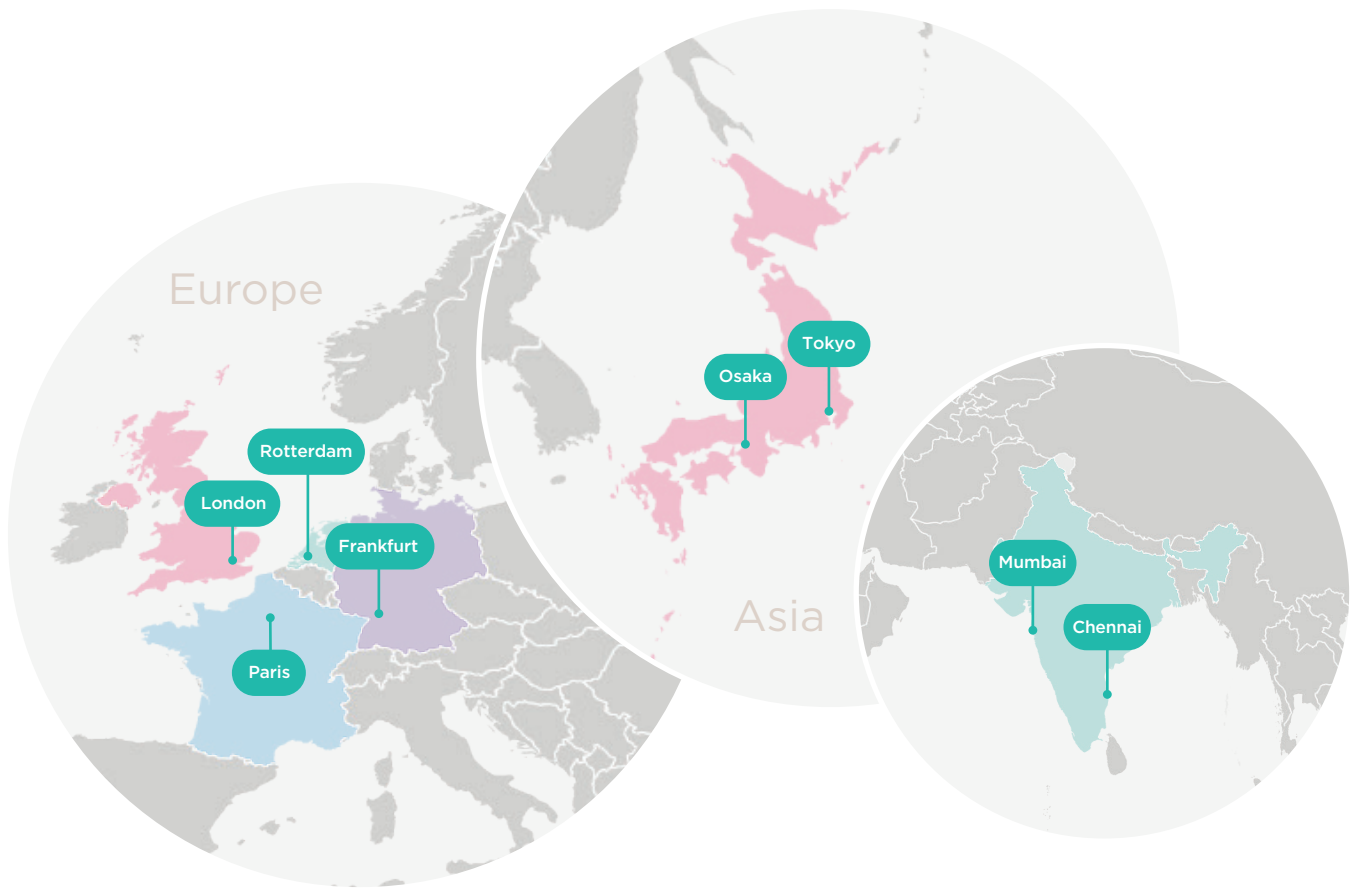 Europe
Rotterdam
London
Frankfurt
Paris
Tokyo
Osaka
Asia
Mumbai
Chennai